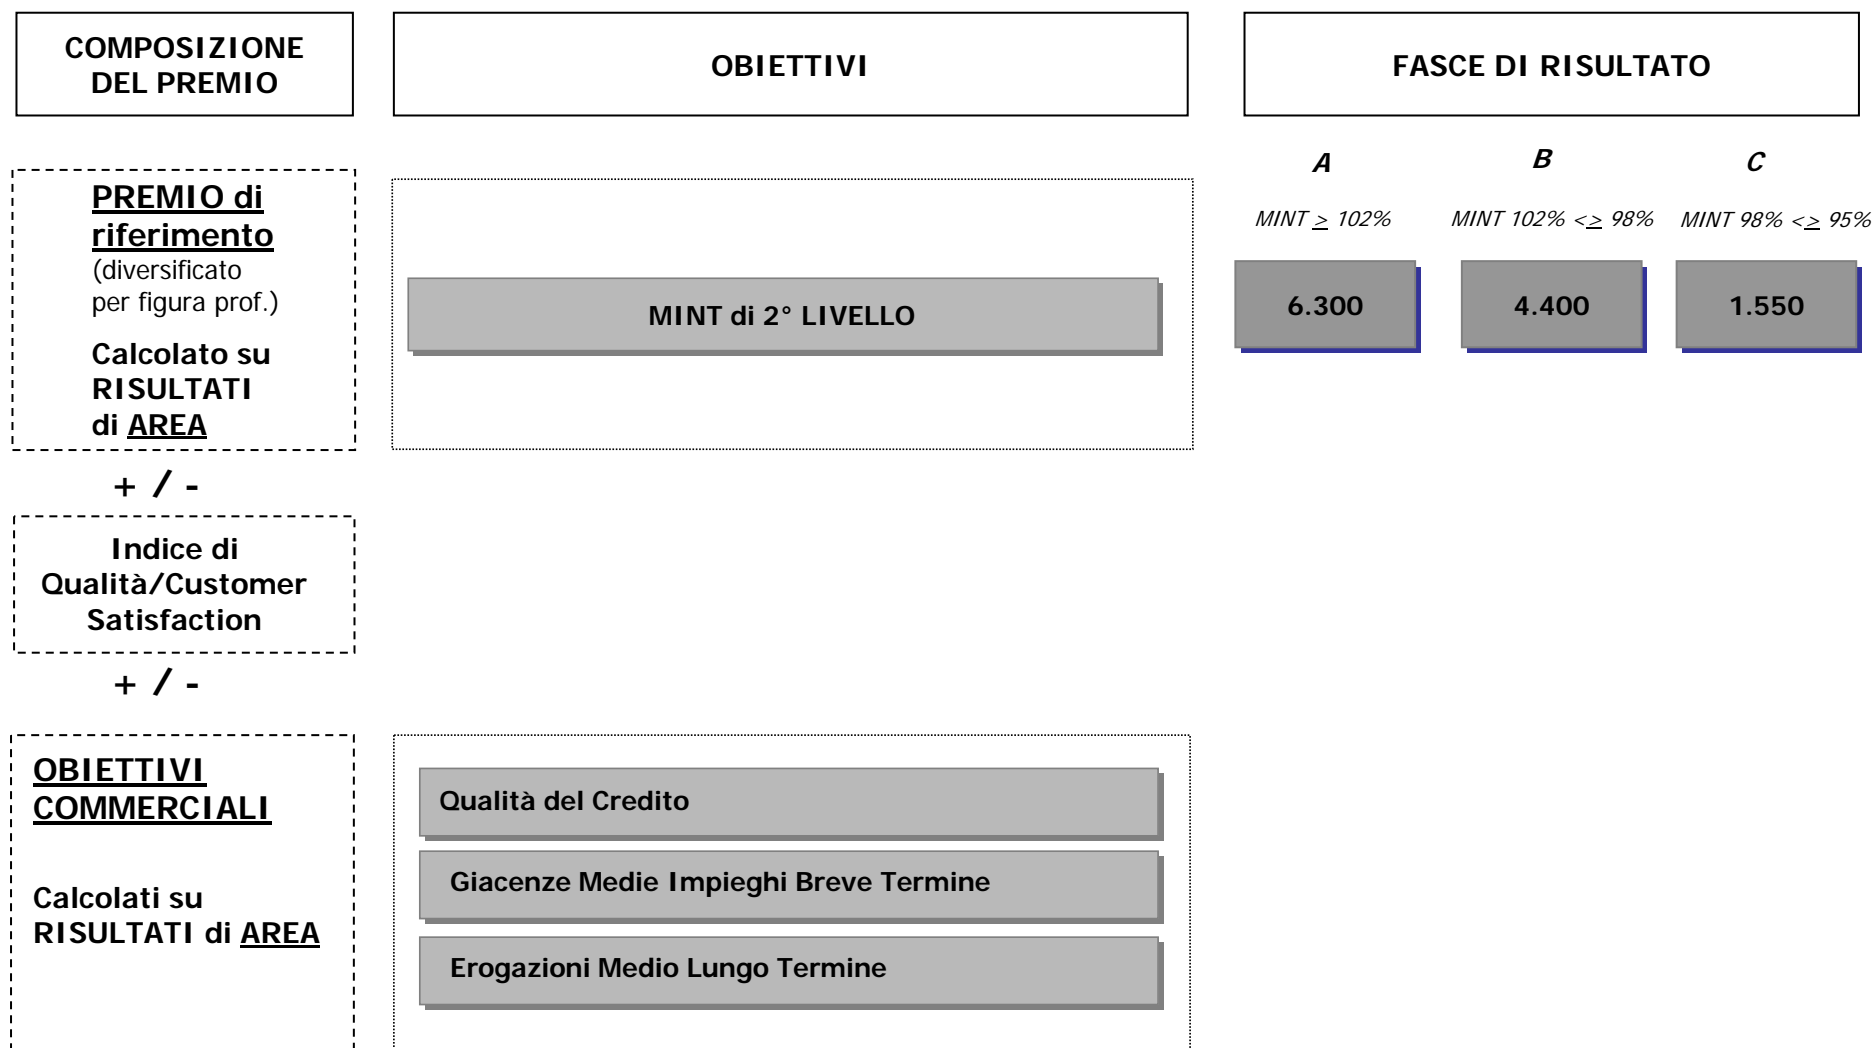 COMPOSIZIONE
DEL PREMIO
OBIETTIVI
FASCE DI RISULTATO
A
B
C
MINT ≥ 102%
MINT 102% <≥ 98%
MINT 98% <≥ 95%
PREMIO di
riferimento
(diversificato
per figura prof.)
Calcolato su
RISULTATI
di AREA
MINT di 2° LIVELLO
6.300
4.400
1.550
+ / -
Indice di
Qualità/Customer
Satisfaction
+ / -
OBIETTIVI
COMMERCIALI
Calcolati su
RISULTATI di AREA
Qualità del Credito
Giacenze Medie Impieghi Breve Termine
Erogazioni Medio Lungo Termine